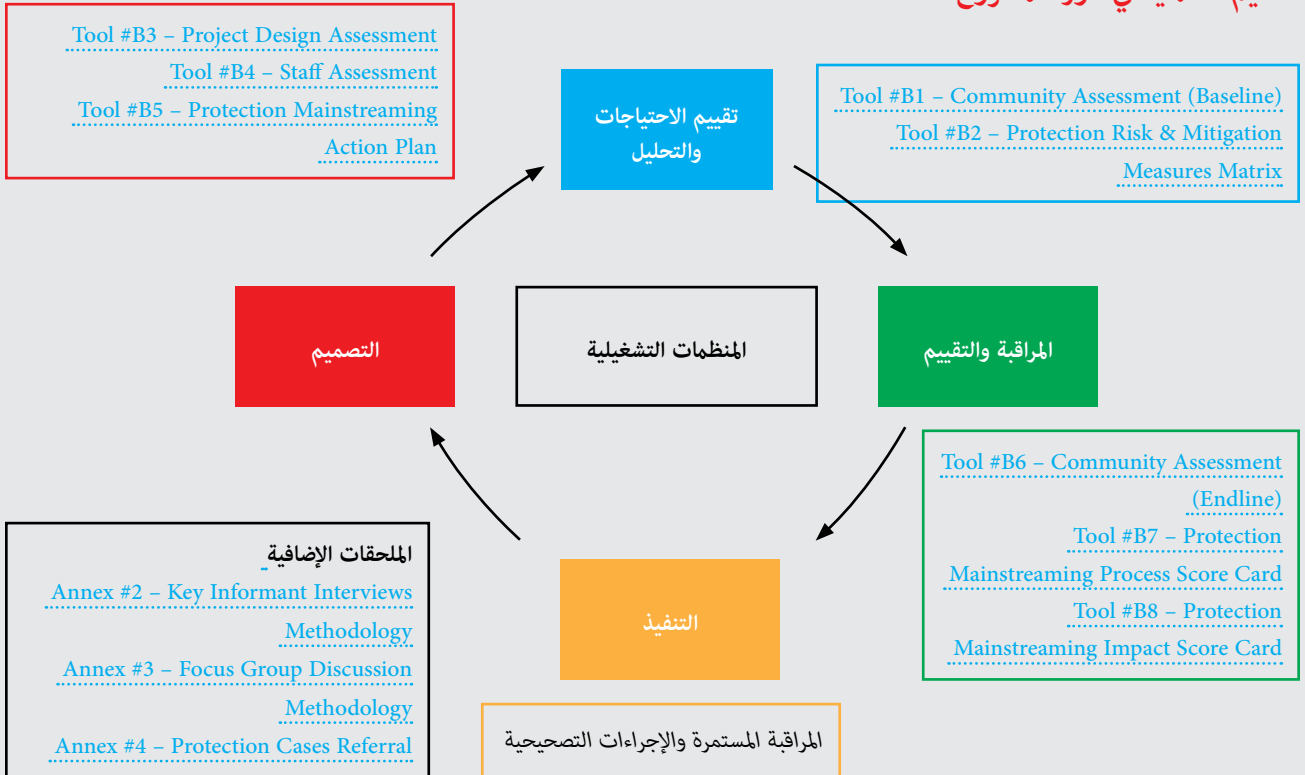 Tool #B3 – Project Design Assessment
Tool #B4 – Staff Assessment
Tool #B5 – Protection Mainstreaming
Action Plan
تقييم الاحتياجات
والتحليل
Tool #B1 – Community Assessment (Baseline)
Tool #B2 – Protection Risk & Mitigation
Measures Matrix
التصميم
المنظمات التشغيلية
المراقبة والتقييم
Tool #B6 – Community Assessment
(Endline)
Tool #B7 – Protection
Mainstreaming Process Score Card
Tool #B8 – Protection
Mainstreaming Impact Score Card
التنفيذ
المراقبة المستمرة والإجراءات التصحيحية
الملحقات الإضافية
Annex #2 – Key Informant Interviews
Methodology
Annex #3 – Focus Group Discussion
Methodology
Annex #4 – Protection Cases Referral